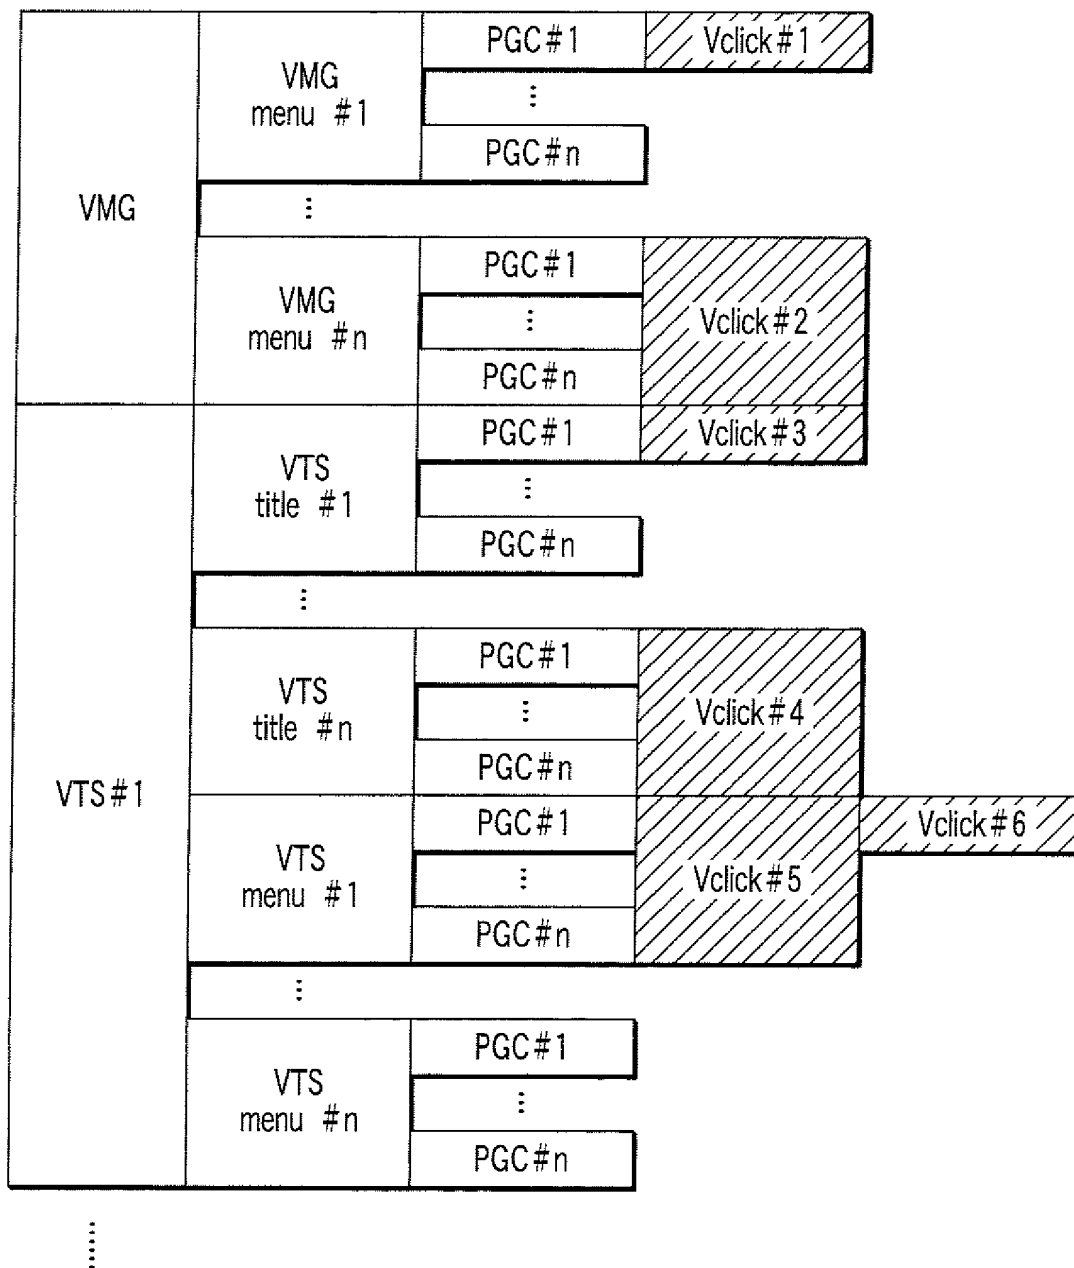 PGC#1
Vclick#1
VMG
menu #1
⋮
PGC#n
VMG
⋮
PGC#1
VMG
menu #n
⋮
Vclick#2
PGC#n
PGC#1
Vclick#3
VTS
title #1
⋮
PGC#n
⋮
PGC#1
VTS
title #n
⋮
Vclick#4
PGC#n
VTS#1
PGC#1
Vclick#6
VTS
menu #1
⋮
Vclick#5
PGC#n
⋮
PGC#1
VTS
menu #n
⋮
PGC#n
⋮